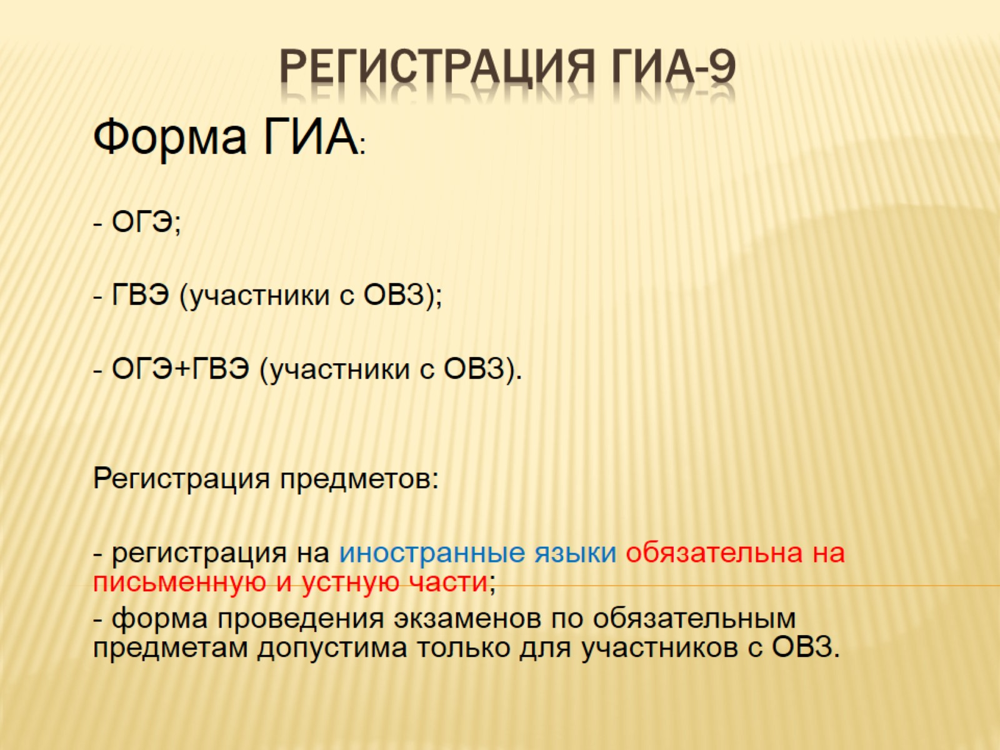 РЕГИСТРАЦИЯ ГИА-9
Форма ГИА:
- ОГЭ;
- ГВЭ (участники с ОВЗ);
- ОГЭ+ГВЭ (участники с ОВЗ).
Регистрация предметов:
- регистрация на иностранные языки обязательна на
письменную и устную части;
- форма проведения экзаменов по обязательным
предметам допустима только для участников с ОВЗ.